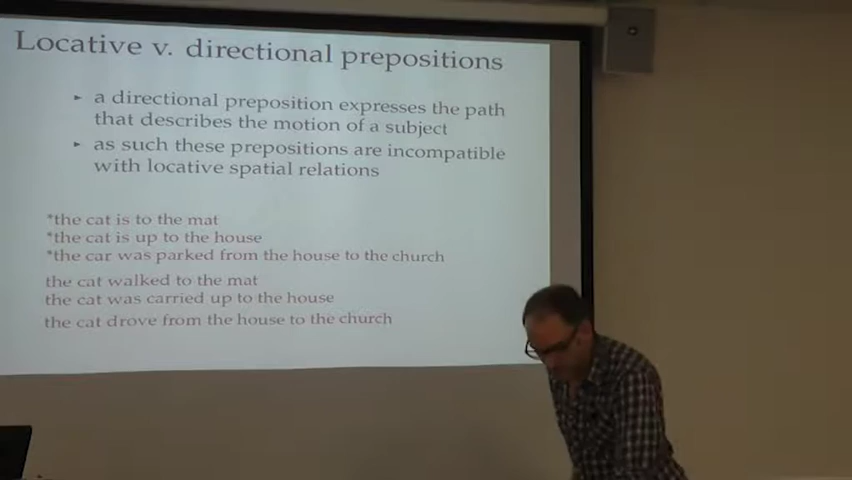 Locative v. directional prepositions
a directional preposition expresses the path
that describes the motion of a subject
as such these prepositions are incompatible
with locative spatial relations
*the cat is to the mat
*the cat is up to the house
*the car was parked from the house to the church
the cat walked to the mat
the cat was carried up to the house
the cat drove from the house to the church